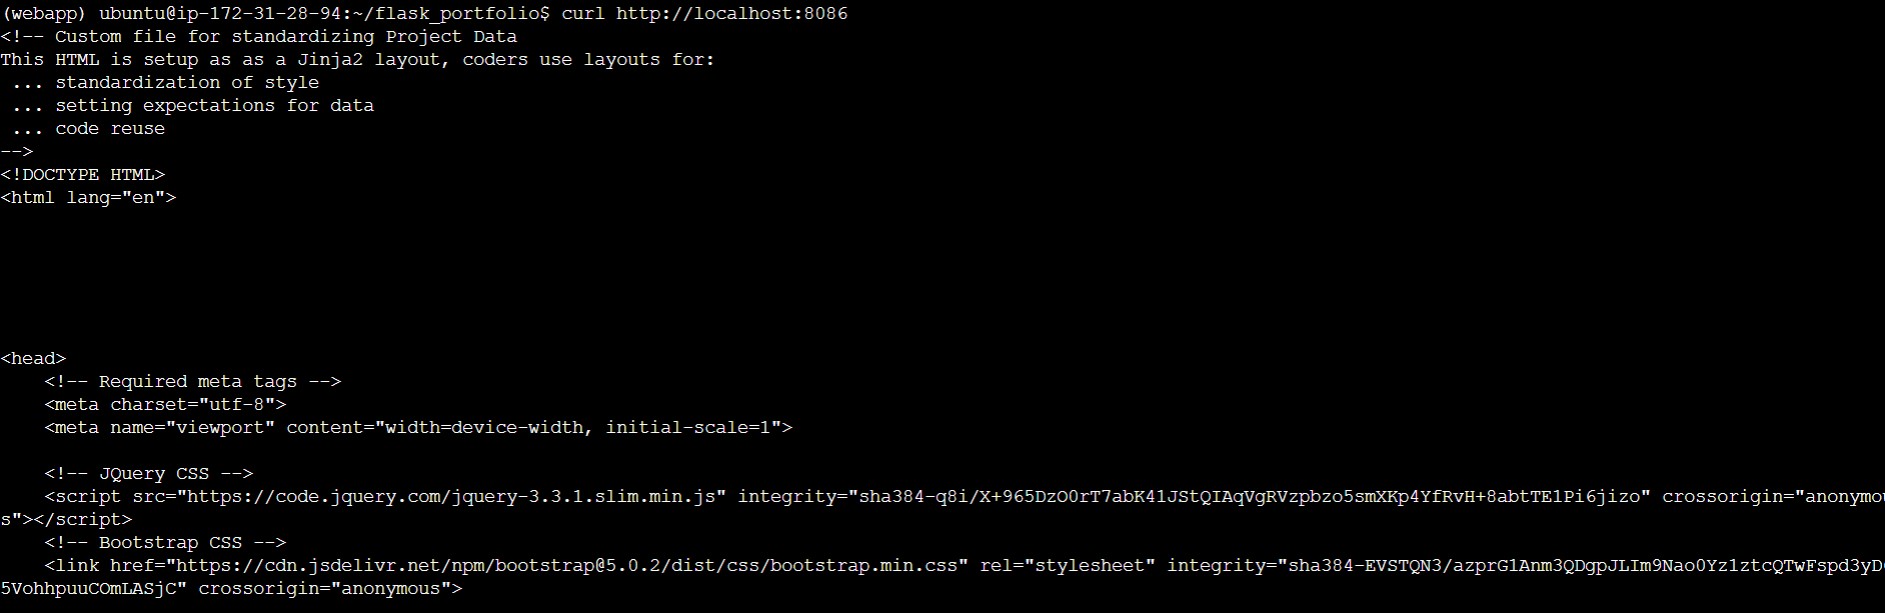 (webapp) ubuntu@ip-172-31-28-94:~/flask_portfolio$ curl http://localhost:8086
<!-- Custom file for standardizing Project Data
This HTML is setup as as a Jinja2 layout, coders use layouts for:
 ... standardization of style
 ... setting expectations for data
 ... code reuse
-->
<!DOCTYPE HTML>
<html lang="en">
<head>
    <!-- Required meta tags -->
    <meta charset="utf-8">
    <meta name="viewport" content="width=device-width, initial-scale=1">
    <!-- JQuery CSS -->
    <script src="https://code.jquery.com/jquery-3.3.1.slim.min.js" integrity="sha384-q8i/X+965DzO0rT7abK41JStQIAqVgRVzpbzo5smXKp4YfRvH+8abtTE1Pi6jizo" crossorigin="anonymou
s"></script>
    <!-- Bootstrap CSS -->
    <link href="https://cdn.jsdelivr.net/npm/bootstrap@5.0.2/dist/css/bootstrap.min.css" rel="stylesheet" integrity="sha384-EVSTQN3/azprG1Anm3QDgpJLIm9Nao0Yz1ztcQTwFspd3yD
5VohhpuuCOmLASjC" crossorigin="anonymous">